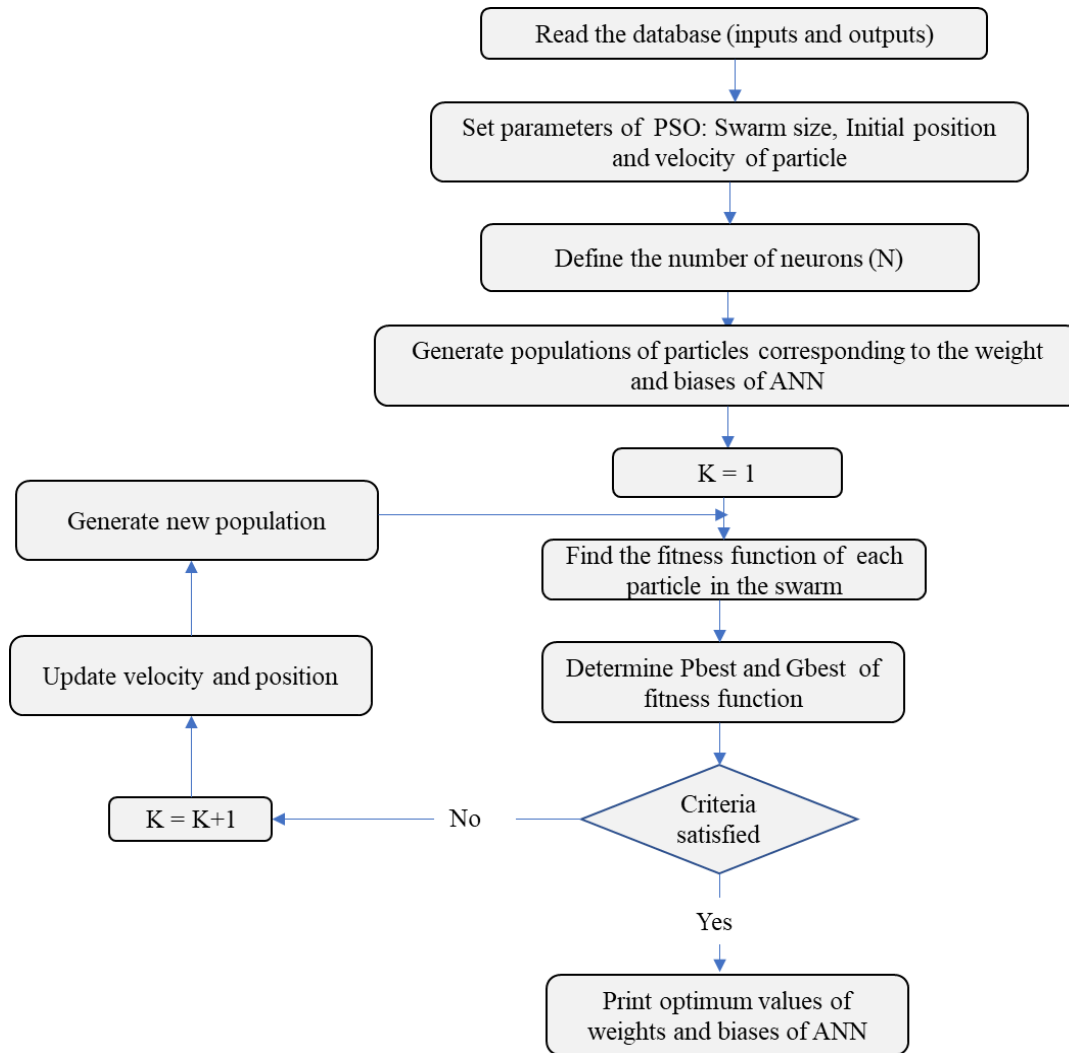 Read the database (inputs and outputs)
Set parameters of PSO: Swarm size, Initial position
and velocity of particle
Define the number of neurons (N)
Generate populations of particles corresponding to the weight
and biases of ANN
K = 1
Generate new population
Find the fitness function of each
particle in the swarm
Update velocity and position
Determine Pbest and Gbest of
fitness function
K = K+1
No
Criteria
satisfied
Yes
Print optimum values of
weights and biases of ANN